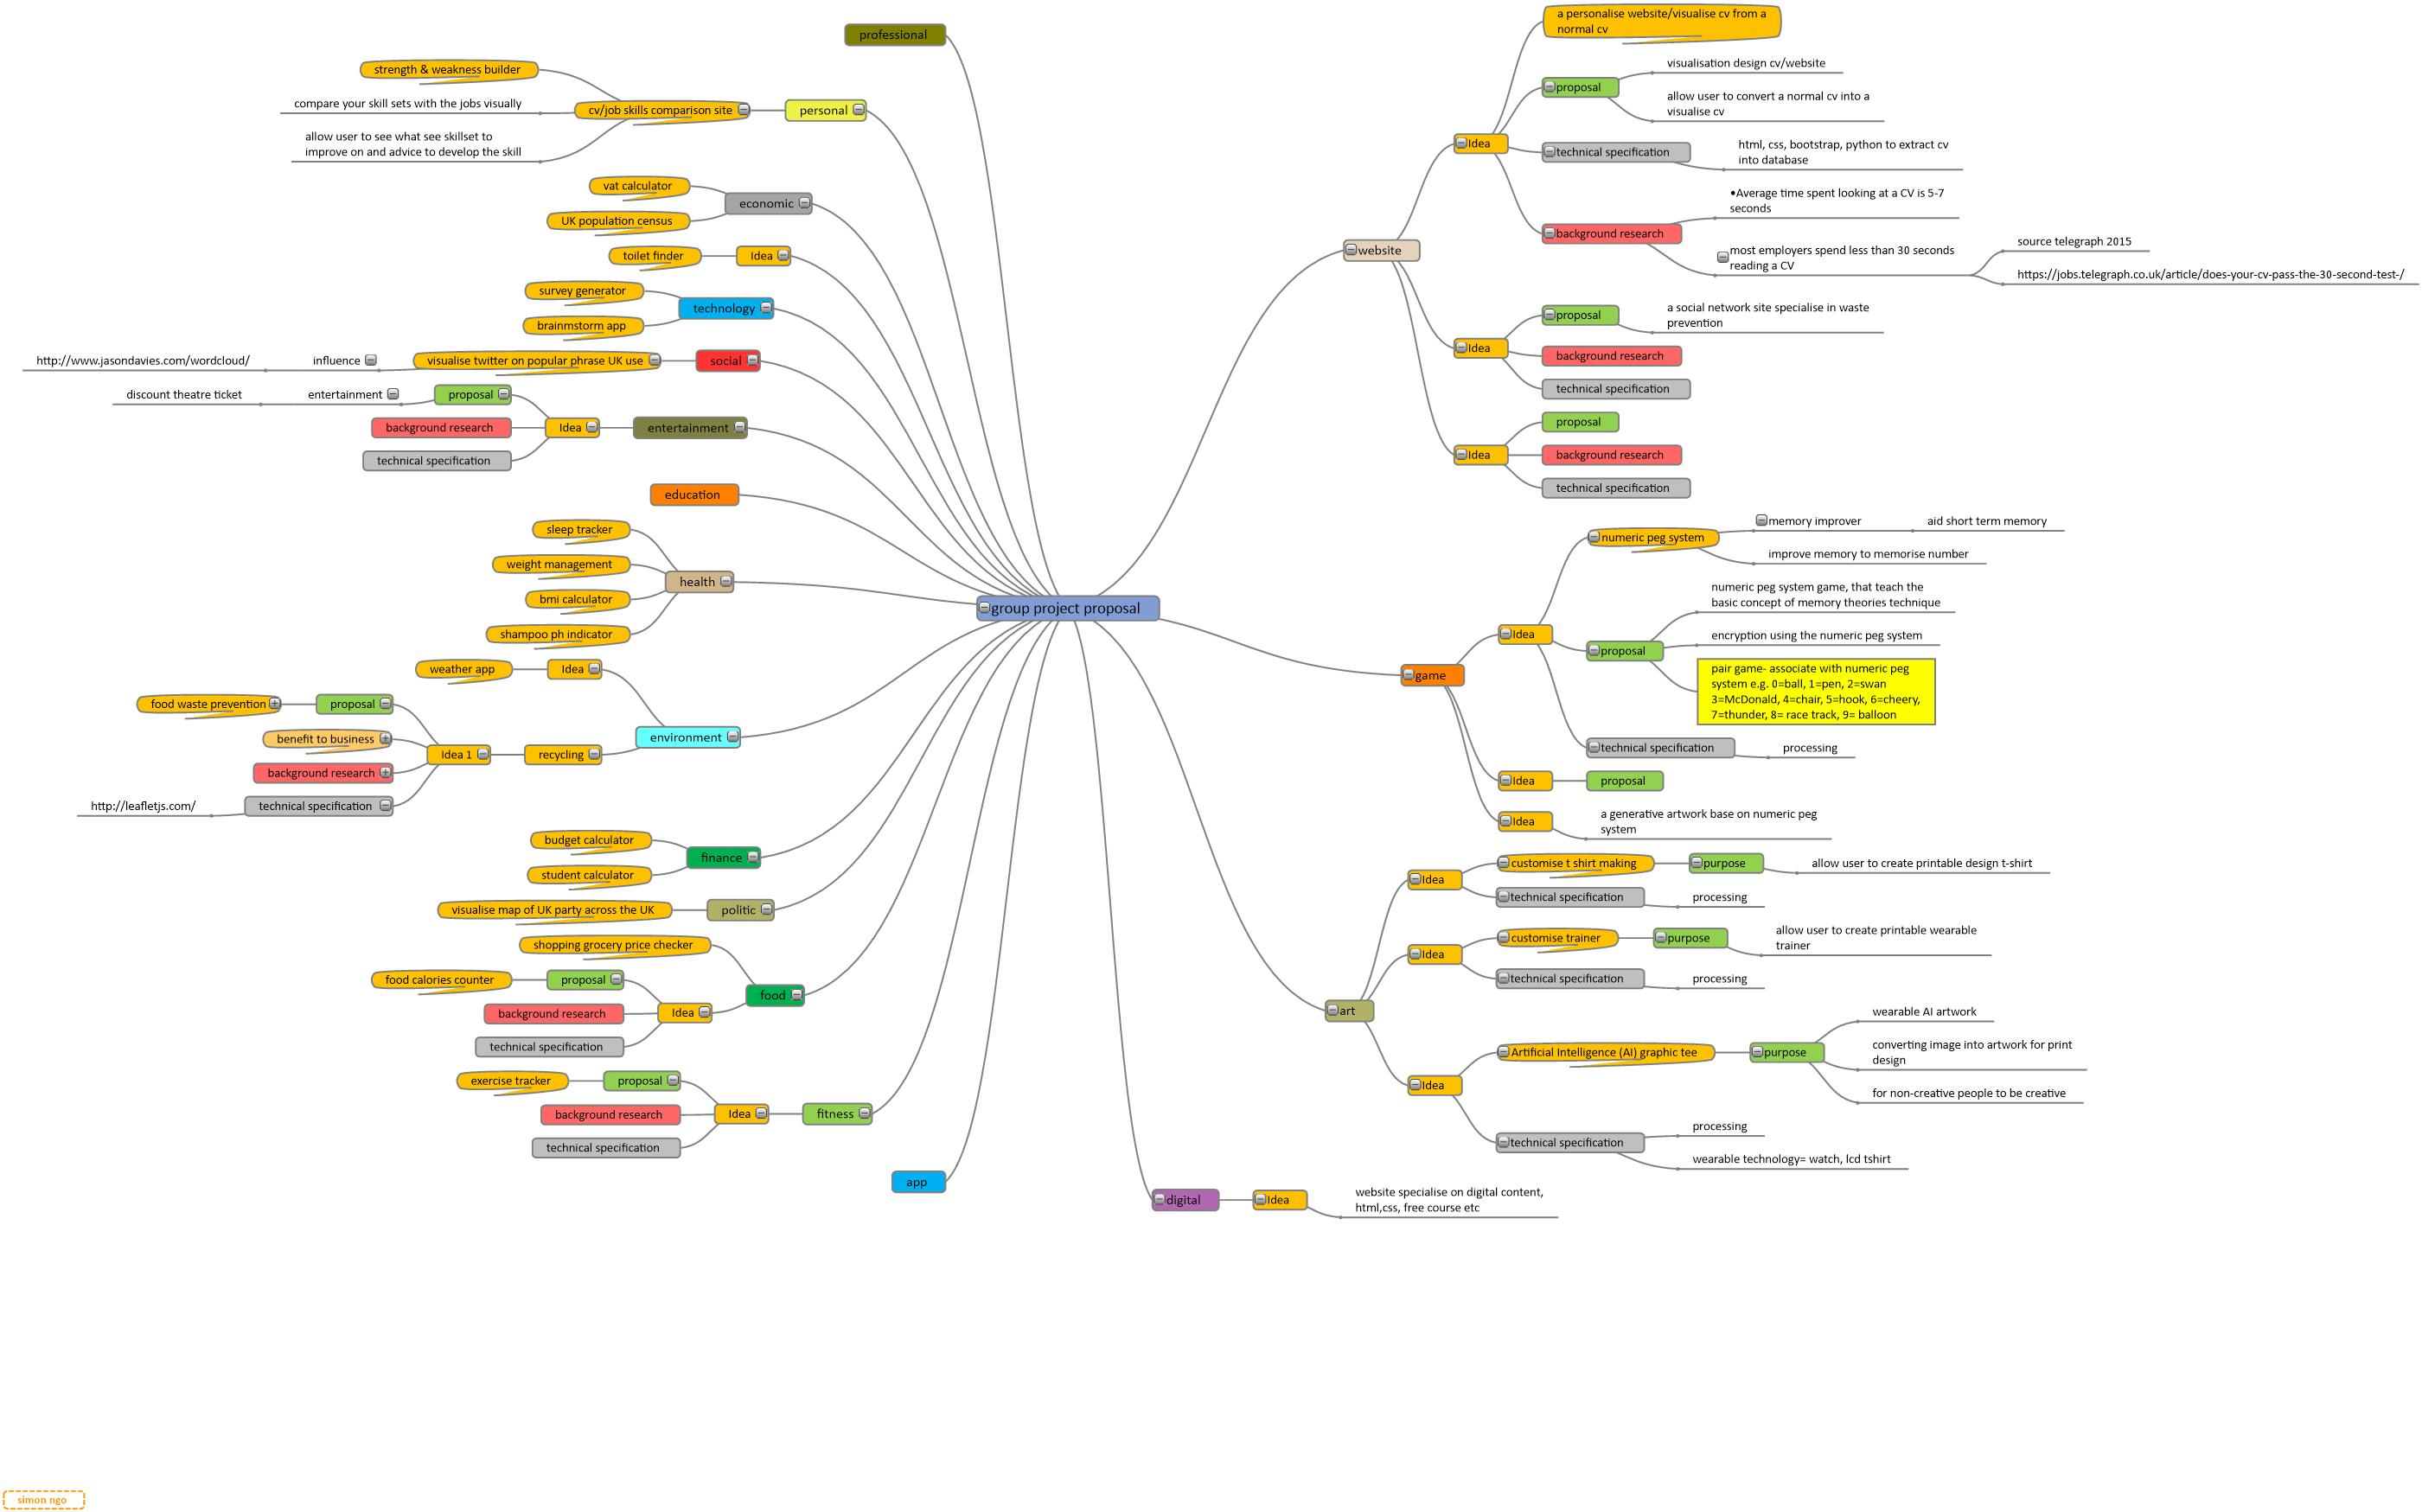 professional
strength & weakness builder
compare your skill sets with the jobs visually
allow user to see what see skillset to
improve on and advice to develop the skill
cv/job skills comparison site
personal
vat calculator
UK population census
economic
toilet finder
Idea
survey generator
brainmstorm app
technology
http://www.jasondavies.com/wordcloud/
influence
visualise twitter on popular phrase UK use
social
discount theatre ticket
entertainment
proposal
background research
technical specification
Idea
entertainment
education
sleep tracker
weight management
bmi calculator
shampoo ph indicator
health
weather app
Idea
food waste prevention
proposal
benefit to business
background research
http://leafletjs.com/
technical specification
Idea 1
recycling
environment
budget calculator
student calculator
finance
visualise map of UK party across the UK
politic
shopping grocery price checker
food calories counter
proposal
background research
technical specification
Idea
food
exercise tracker
proposal
background research
technical specification
Idea
fitness
app
group project proposal
website
Idea
a personalise website/visualise cv from a
normal cv
proposal
visualisation design cv/website
allow user to convert a normal cv into a
visualise cv
technical specification
html, css, bootstrap, python to extract cv
into database
background research
•Average time spent looking at a CV is 5-7
seconds
most employers spend less than 30 seconds
reading a CV
source telegraph 2015
https://jobs.telegraph.co.uk/article/does-your-cv-pass-the-30-second-test-/
Idea
proposal
a social network site specialise in waste
prevention
background research
technical specification
Idea
proposal
background research
technical specification
game
Idea
numeric peg system
memory improver
aid short term memory
improve memory to memorise number
proposal
numeric peg system game, that teach the
basic concept of memory theories technique
encryption using the numeric peg system
pair game- associate with numeric peg
system e.g. 0=ball, 1=pen, 2=swan
3=McDonald, 4=chair, 5=hook, 6=cheery,
7=thunder, 8= race track, 9= balloon
technical specification
processing
Idea
proposal
Idea
a generative artwork base on numeric peg
system
art
Idea
customise t shirt making
purpose
allow user to create printable design t-shirt
technical specification
processing
Idea
customise trainer
purpose
allow user to create printable wearable
trainer
technical specification
processing
Idea
Artificial Intelligence (AI) graphic tee
purpose
wearable AI artwork
converting image into artwork for print
design
for non-creative people to be creative
technical specification
processing
wearable technology= watch, lcd tshirt
digital
Idea
website specialise on digital content,
html,css, free course etc
simon ngo